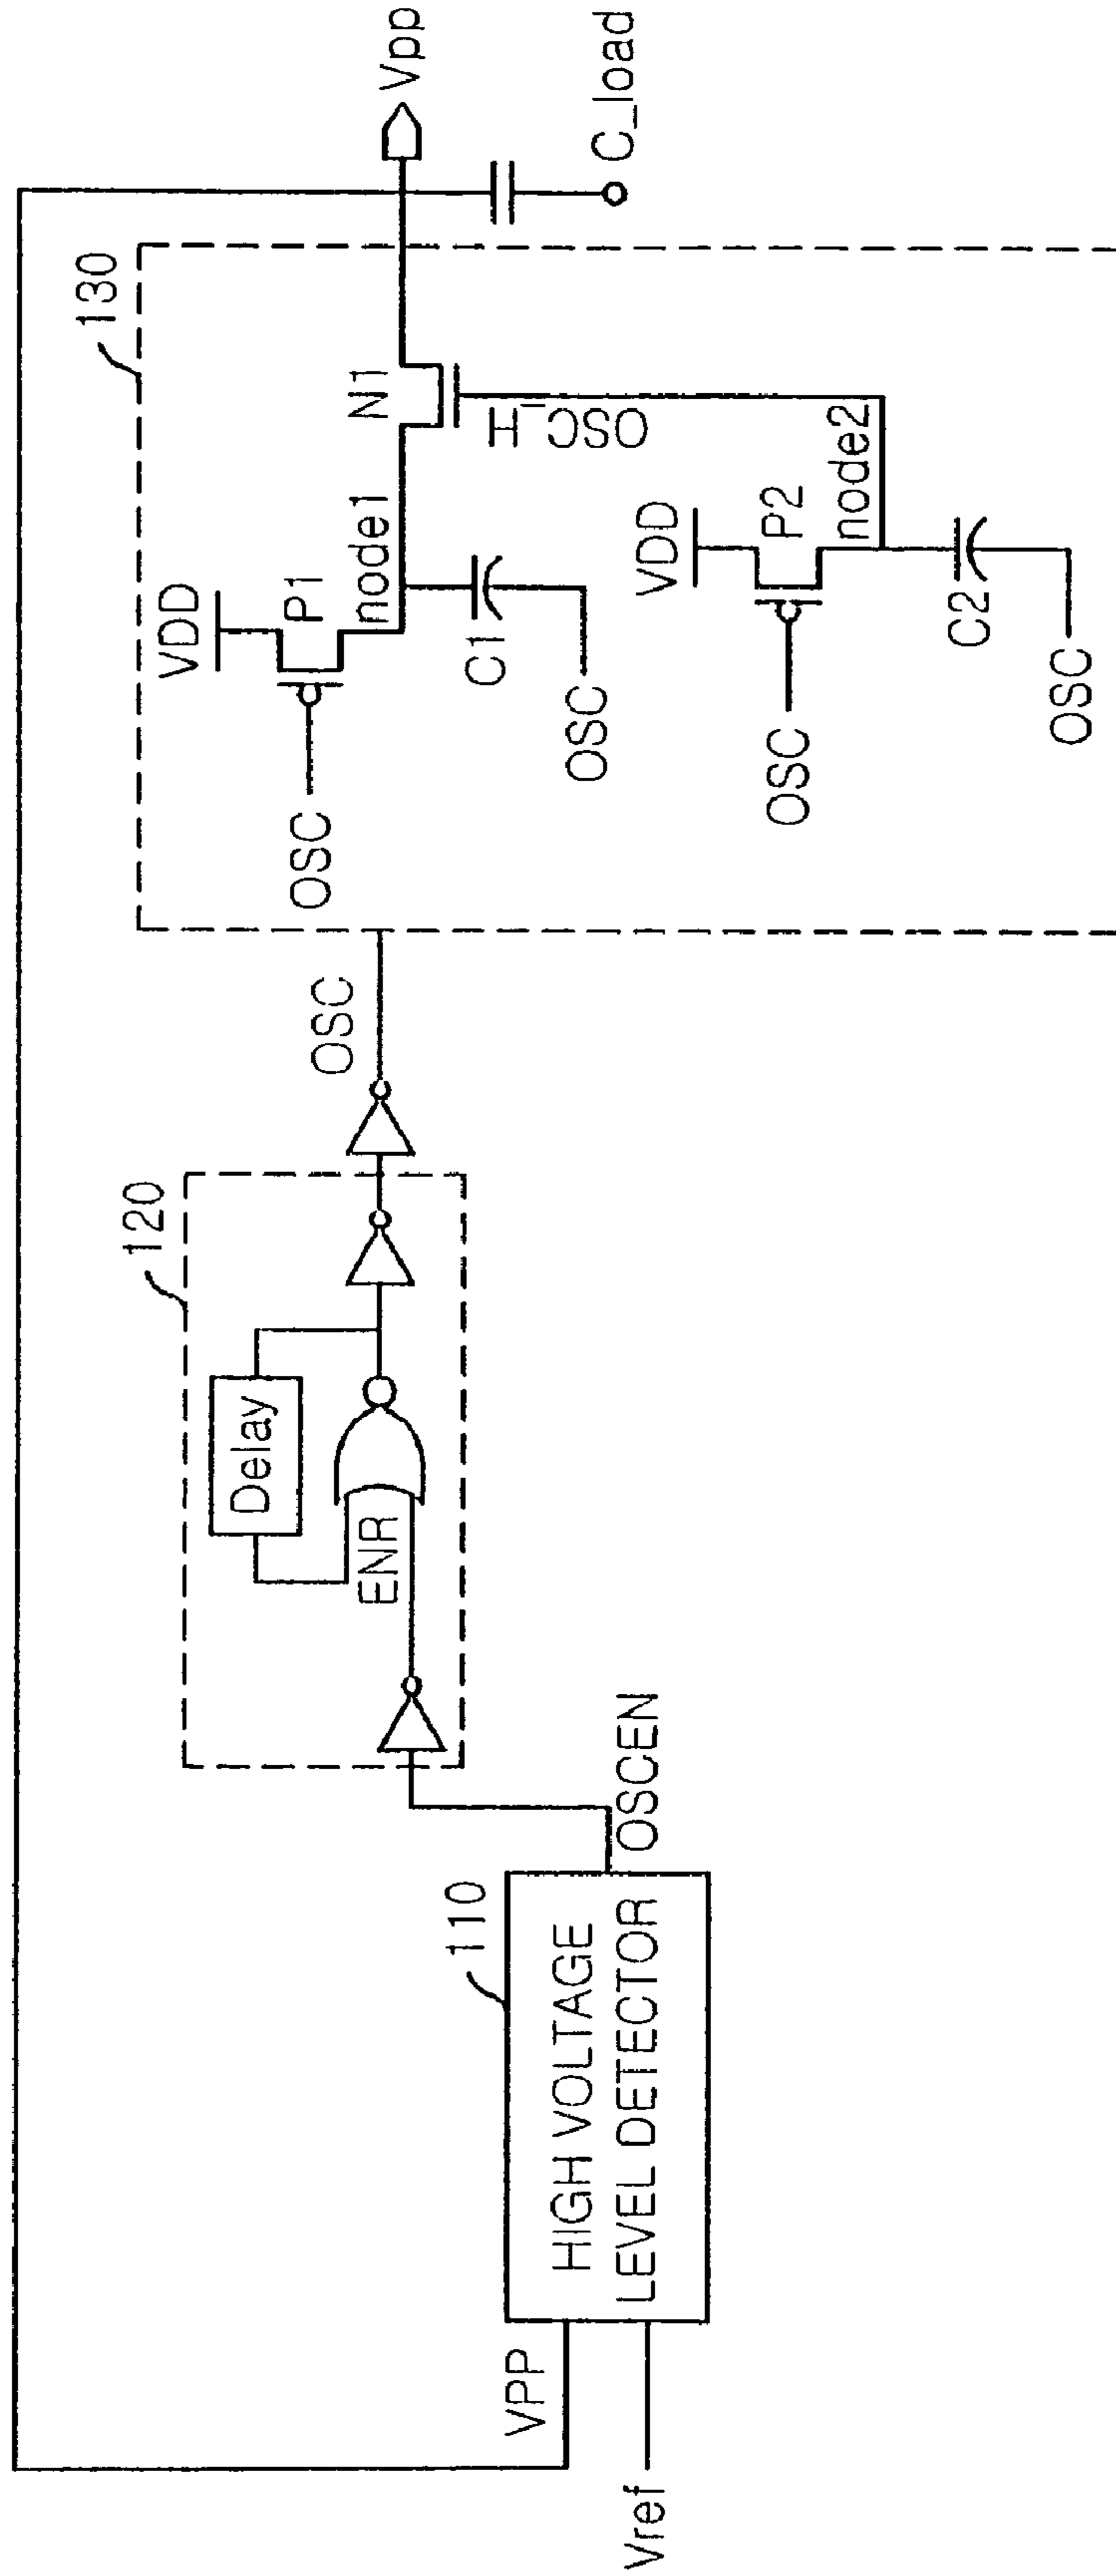 VPP
Vref
110
HIGH VOLTAGE
LEVEL DETECTOR
OSCEN
120
Delay
ENR
OSC
130
VDD
OSC
P1
node1
C1
OSC
N1
OSC_H
VDD
OSC
P2
node2
C2
OSC
Vpp
C_load